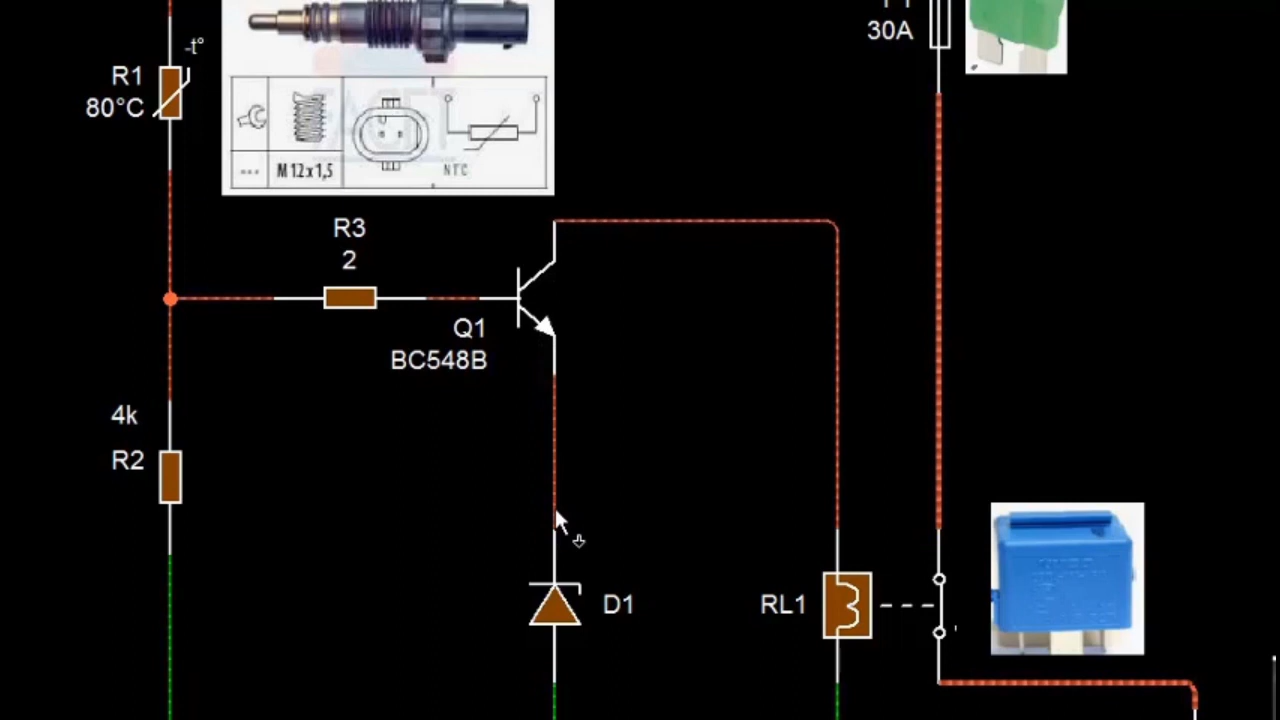 30A
-t°
R1
80°C
M12x1,5
NTC
R3
2
Q1
BC548B
4k
R2
D1
RL1